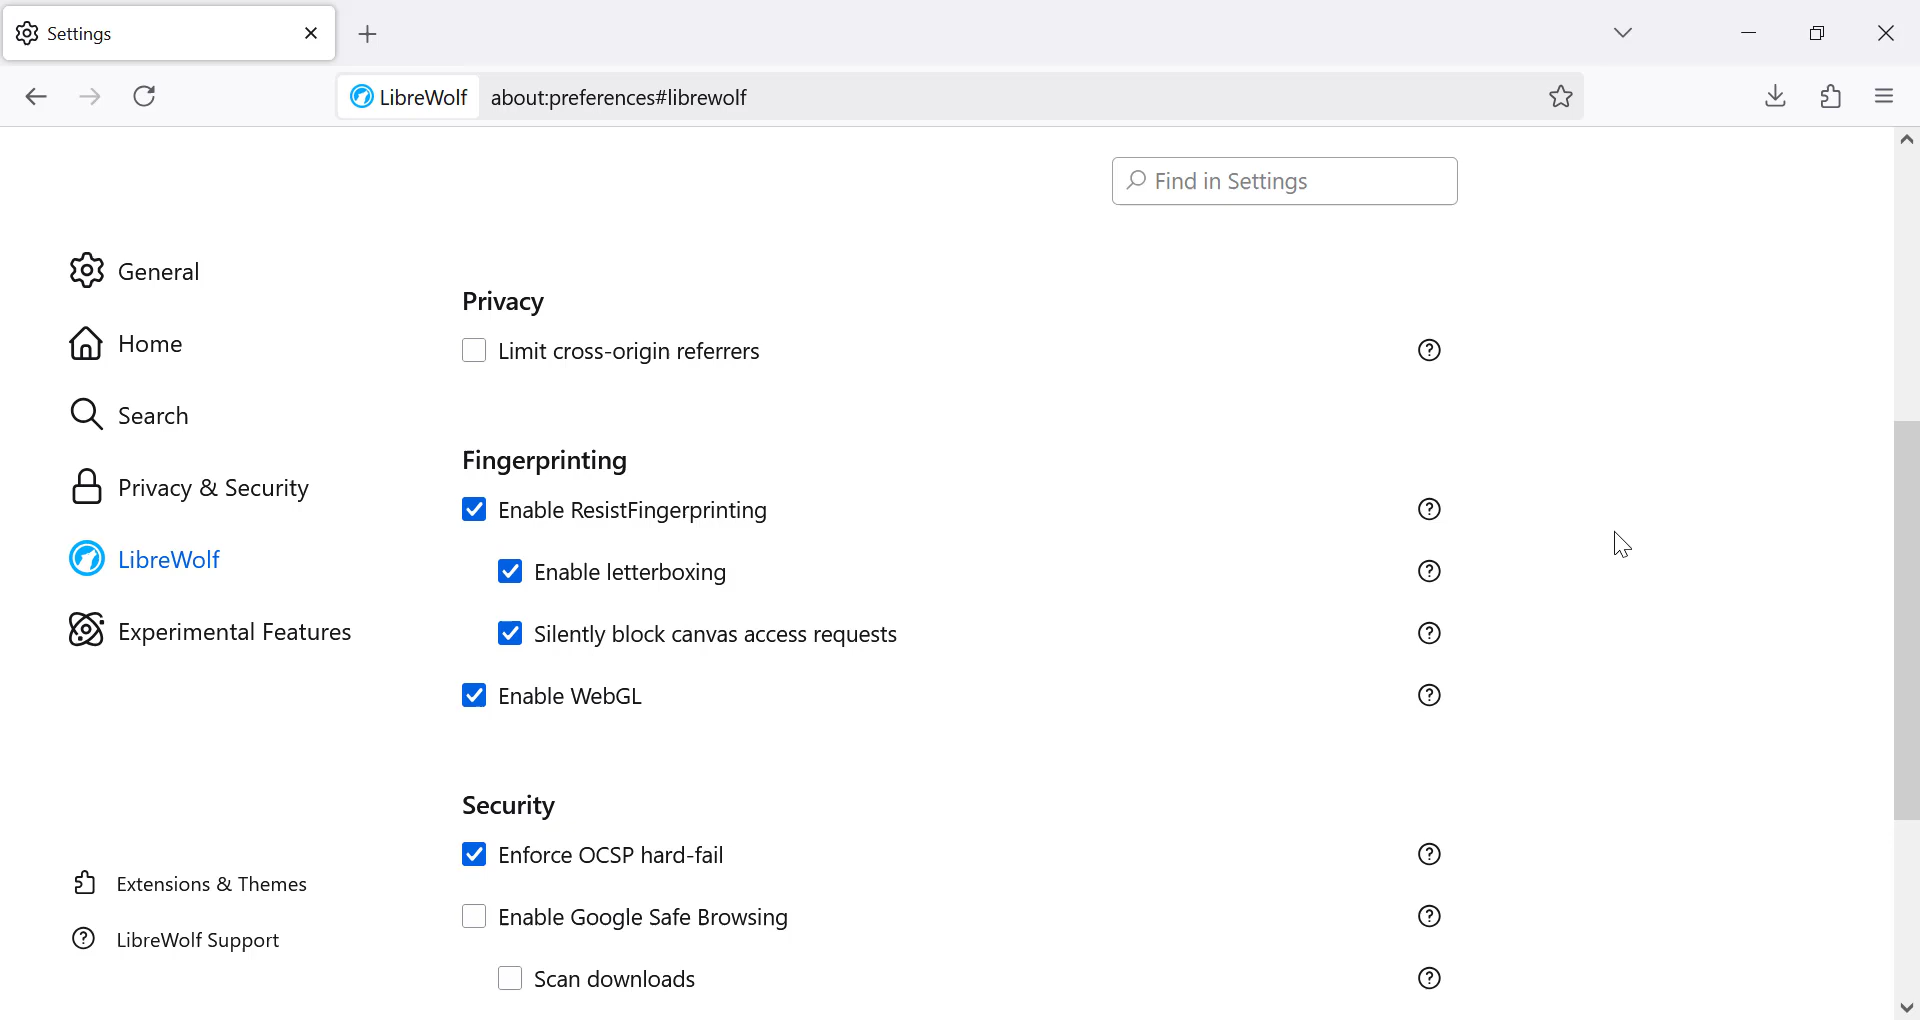 Settings
LibreWolf about:preferences#librewolf
Find in Settings
General
Home
Search
Privacy & Security
LibreWolf
Experimental Features
Extensions & Themes
LibreWolf Support
Privacy
Limit cross-origin referrers
Fingerprinting
Enable ResistFingerprinting
Enable letterboxing
Silently block canvas access requests
Enable WebGL
Security
Enforce OCSP hard-fail
Enable Google Safe Browsing
Scan downloads